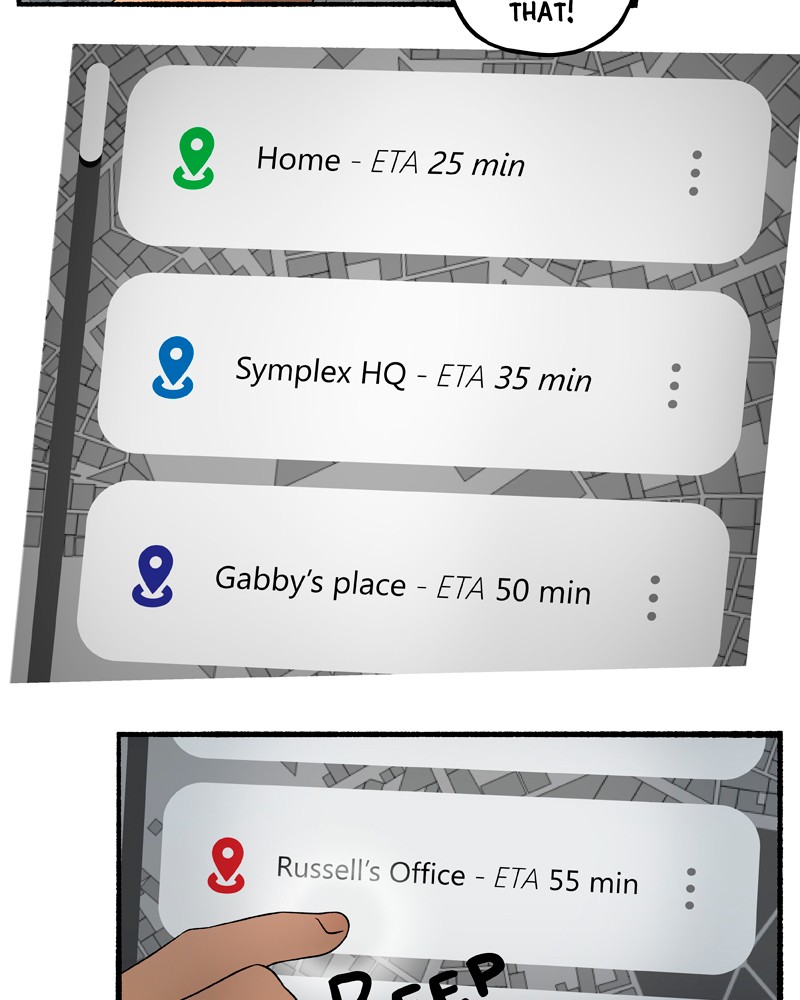 THAT!
Home - ETA 25 min
Symplex HQ - ETA 35 min
Gabby's place - ETA 50 min
Russell's Office - ETA 55 min
BEEP